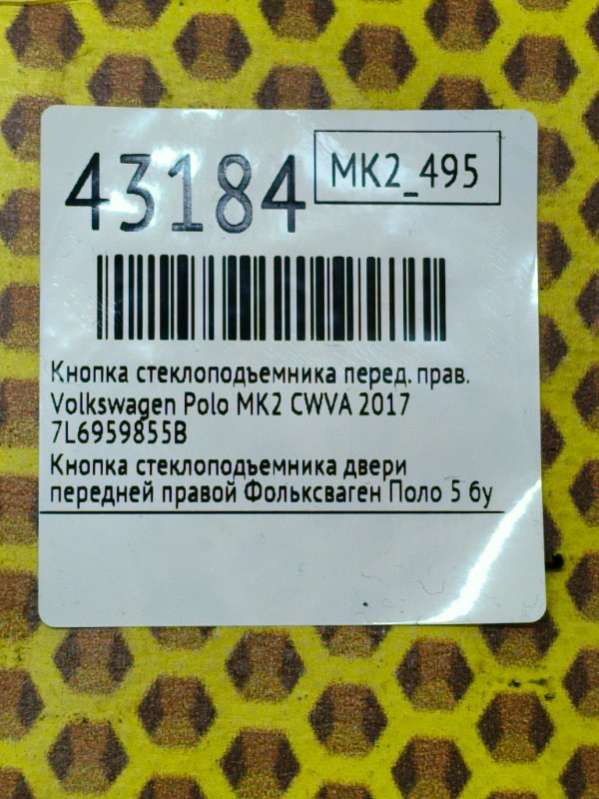 43184
MK2_495
Кнопка стеклоподъемника перед. прав.
Volkswagen Polo MK2 CWVA 2017
7L6959855B
Кнопка стеклоподъемника двери
передней правой Фольксваген Поло 5 бу